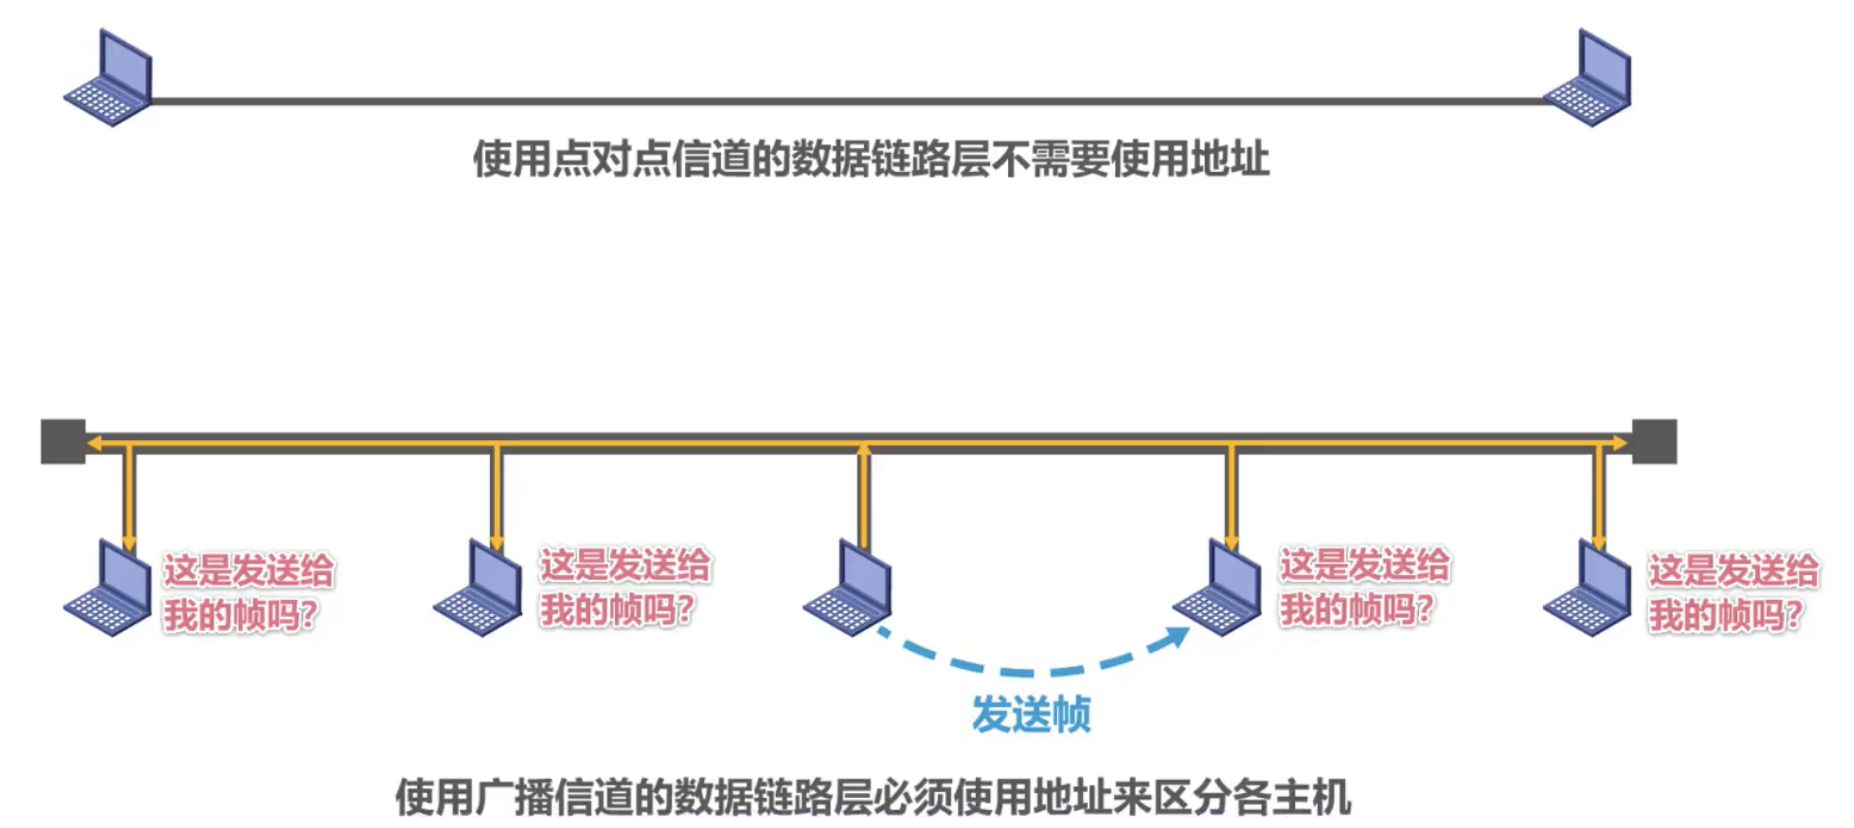 使用点对点信道的数据链路层不需要使用地址
这是发送给
我的帧吗?
这是发送给
我的帧吗?
这是发送给
我的帧吗?
这是发送给
我的帧吗?
发送帧
使用广播信道的数据链路层必须使用地址来区分各主机